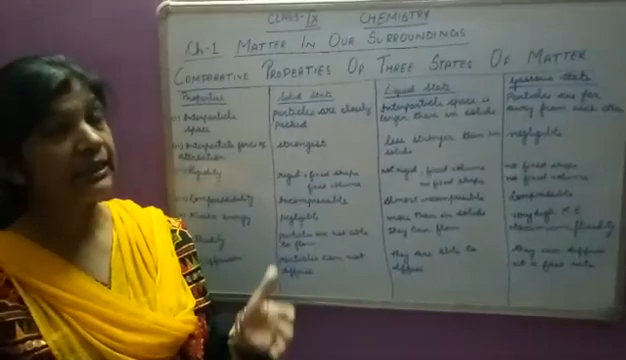 CLASS-IX CHEMISTRY
Ch-1 MATTER IN OUR SURROUNDINGS
COMPARATIVE PROPERTIES OF THREE STATES OF MATTER
Properties Solid State Liquid State Gaseous State
(i) Interparticle space
Particles are closely packed
Interparticle space is larger than in solids
Particles are far away from each other
(ii) Interparticle force of attraction
strongest
less stronger than in solids
negligible
Rigidity
rigid, fixed shape
fixed volume
not rigid, fixed volume
no fixed shape
no fixed shape
no fixed volume
Compressibility
Incompressible
almost incompressible
Compressible
Kinetic energy
negligible
more than in solids
very high K.E
particles are not able to flow
they can flow
fluidity
particles can not diffuse
they are able to diffuse
they can diffuse at a fast rate